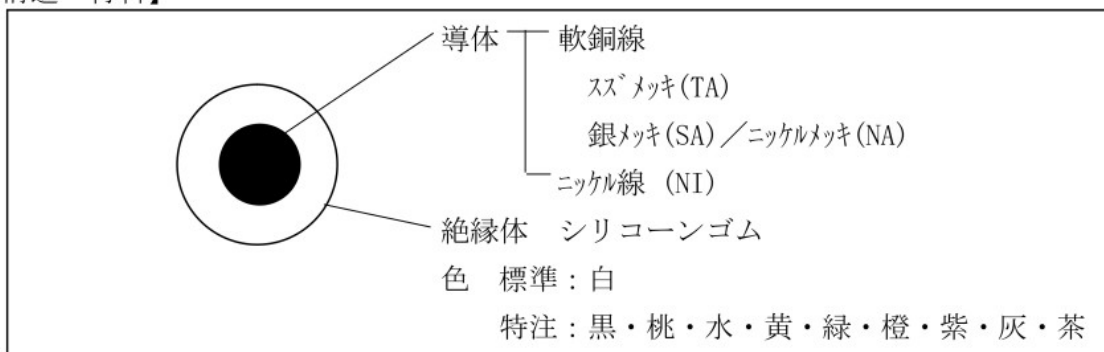 導体 軟銅線
ｽｽﾞﾒｯｷ(TA)
銀ﾒｯｷ(SA)／ニッケルﾒｯｷ(NA)
ニッケル線 (NI)
絶縁体 シリコーンゴム
色 標準：白
特注：黒・桃・水・黄・緑・橙・紫・灰・茶